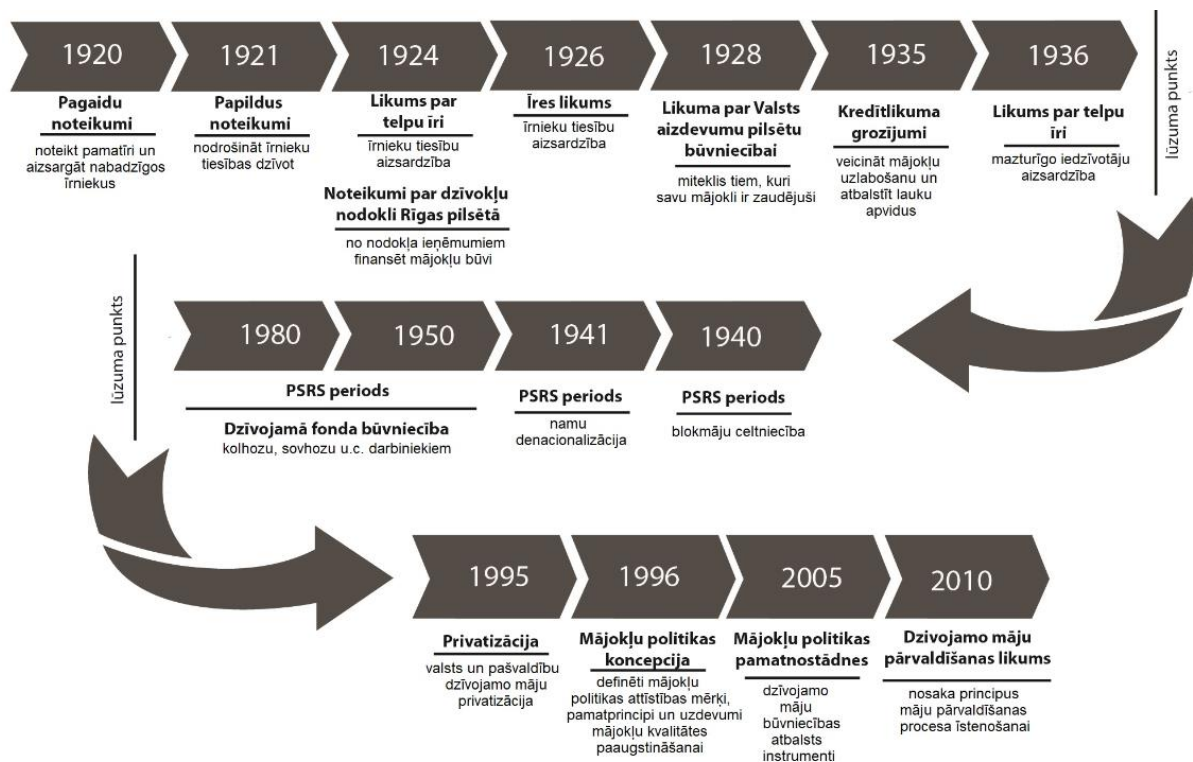 1920
Pagaidu
noteikumi
noteikt pamatīri un
aizsargāt nabadzīgos
īrniekus
1921
Papildus
noteikumi
nodrošināt īrnieku
tiesības dzīvot
1924
Likums par
telpu īri
īrnieku tiesību
aizsardzība
Noteikumi par dzīvokļu
nodokli Rīgas pilsētā
no nodokļa ieņēmumiem
finansēt mājokļu būvi
1926
Īres likums
īrnieku tiesību
aizsardzība
1928
Likuma par Valsts
aizdevumu pilsētu
būvniecībai
miteklis tiem, kuri
savu mājokli ir zaudējuši
1935
Kredītlikuma
grozījumi
veicināt mājokļu
uzlabošanu un
atbalstīt lauku
apvidus
1936
Likums par telpu
īri
mazturīgo iedzīvotāju
aizsardzība
lūzuma punkts
lūzuma punkts
1980
1950
PSRS periods
Dzīvojamā fonda būvniecība
kolhozu, sovhozu u.c. darbiniekiem
1941
PSRS periods
namu
denacionalizācija
1940
PSRS periods
blokmāju celtniecība
1995
Privatizācija
valsts un pašvaldību
dzīvojamo māju
privatizācija
1996
Mājokļu politikas
koncepcija
definēti mājokļu
politikas attīstības mērķi,
pamatprincipi un uzdevumi
mājokļu kvalitātes
paaugstināšanai
2005
Mājokļu politikas
pamatnostādnes
dzīvojamo
māju
būvniecības
atbalsts
instrumenti
2010
Dzivojamo māju
pārvaldīšanas likums
nosaka principus
māju pārvaldīšanas
procesa īstenošanai